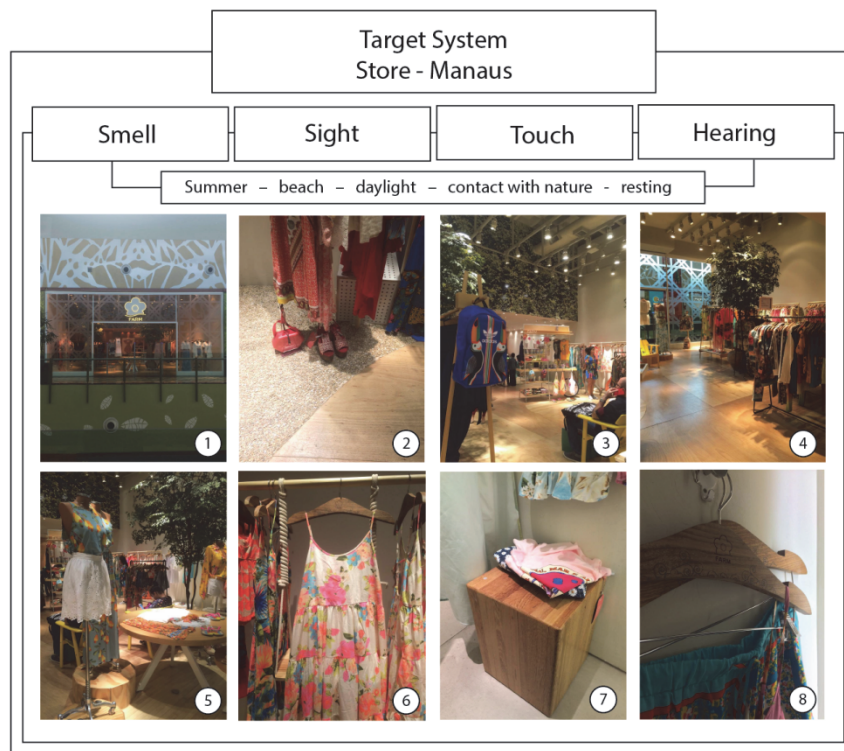 Target System
Store - Manaus
Smell
Sight
Touch
Hearing
Summer – beach – daylight – contact with nature - resting
FARM
1
2
3
4
5
6
7
8